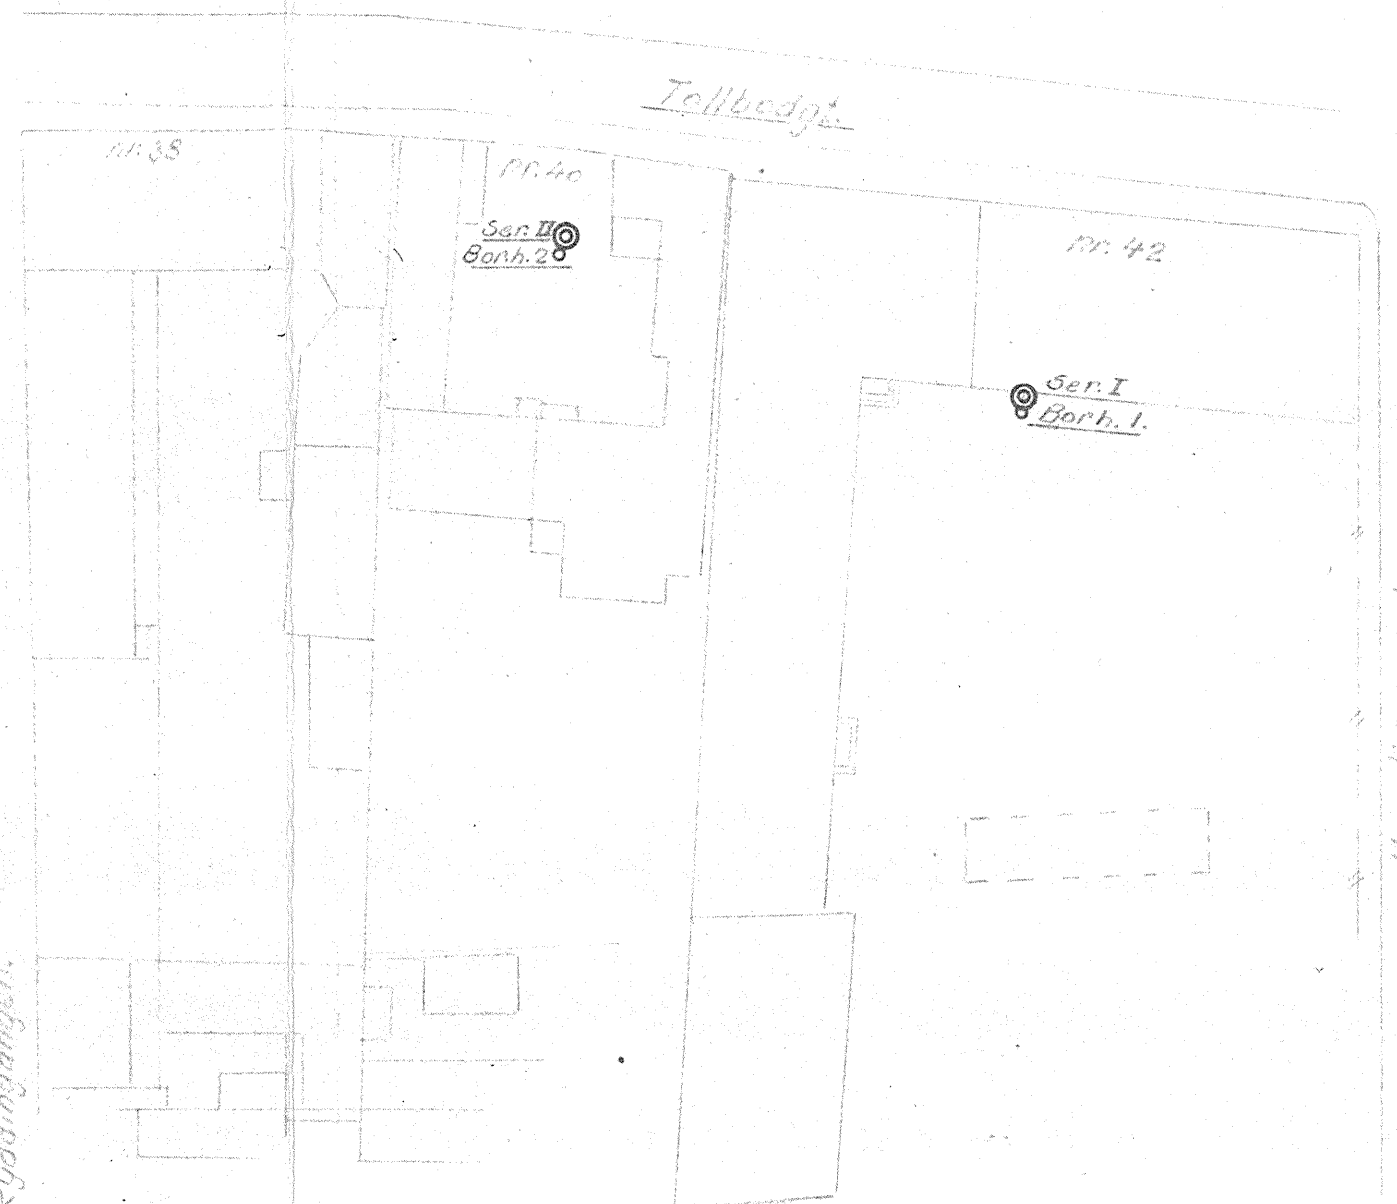 Tollbodgt.
nr. 38
nr. 40
nr. 42
Ser. II
Borh. 2
Ser. I
Borh. 1.